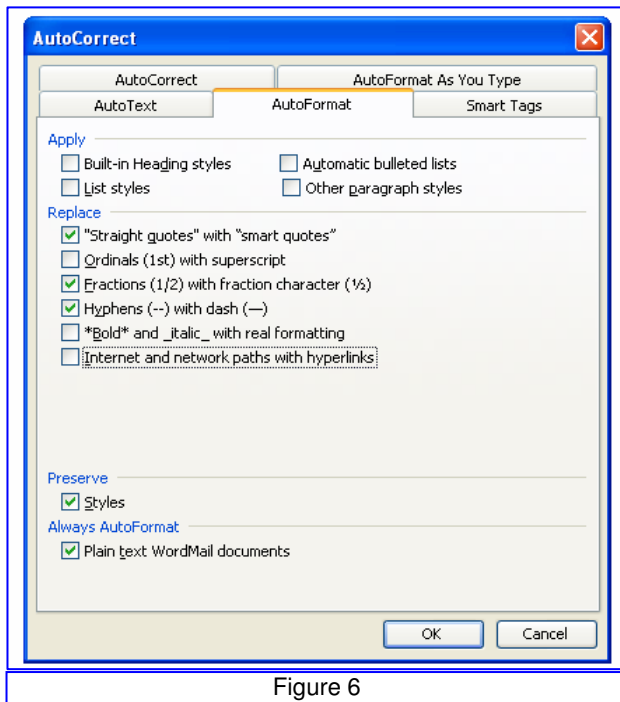 AutoCorrect
AutoCorrect AutoFormat As You Type
AutoText AutoFormat Smart Tags
Apply
Built-in Heading styles Automatic bulleted lists
List styles Other paragraph styles
Replace
"Straight quotes" with “smart quotes”
Ordinals (1st) with superscript
Fractions (1/2) with fraction character (½)
Hyphens (--) with dash (—)
*Bold* and _italic_ with real formatting
Internet and network paths with hyperlinks
Preserve
Styles
Always AutoFormat
Plain text WordMail documents
OK Cancel
Figure 6